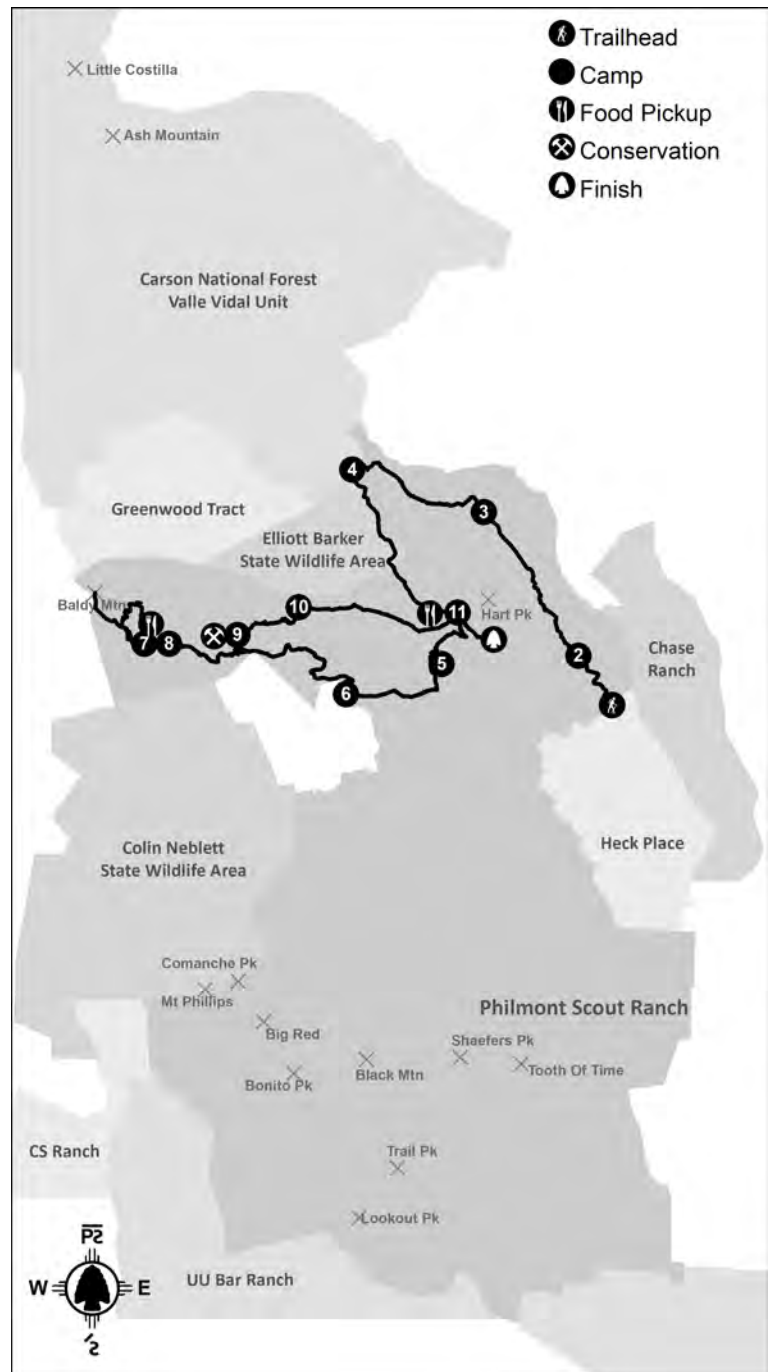 Trailhead
Camp
Food Pickup
Conservation
Finish
Little Costilla
Ash Mountain
Carson National Forest
Valle Vidal Unit
4
3
Greenwood Tract
Elliott Barker
State Wildlife Area
Baldy Mtn
10
11
Hart Pk
9
7
8
5
2
6
Chase
Ranch
Heck Place
Colin Neblett
State Wildlife Area
Comanche Pk
Mt Phillips
Big Red
Bonito Pk
Black Mtn
Philmont Scout Ranch
Shaefers Pk
Tooth Of Time
CS Ranch
Trail Pk
Lookout Pk
UU Bar Ranch
W
E